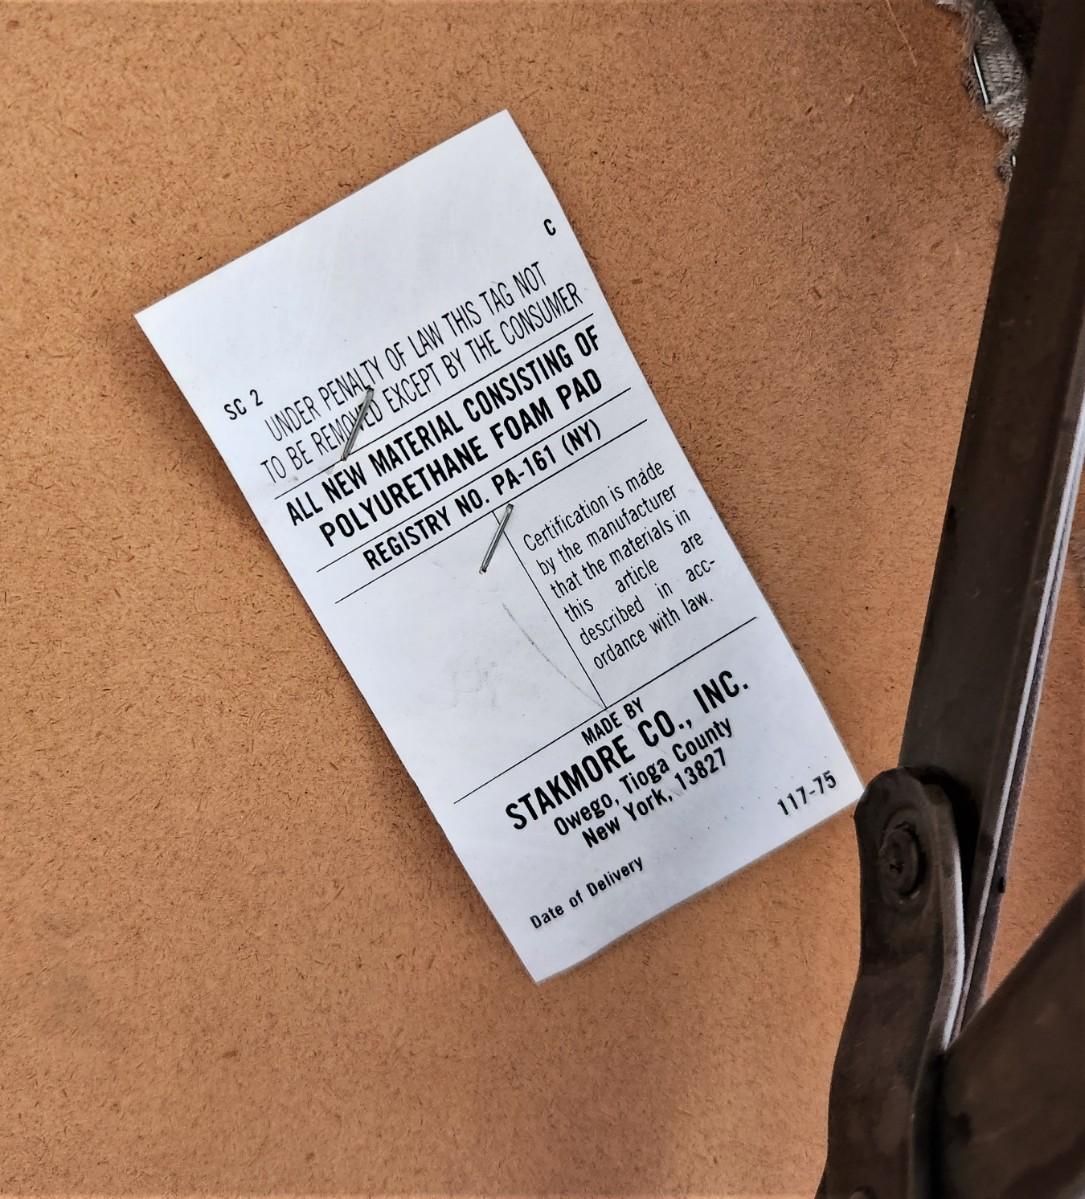 C
SC 2
UNDER PENALTY OF LAW THIS TAG NOT
TO BE REMOVED EXCEPT BY THE CONSUMER
ALL NEW MATERIAL CONSISTING OF
POLYURETHANE FOAM PAD
REGISTRY NO. PA-161 (NY)
Certification is made
by the manufacturer
that the materials in
this article are
described in acc-
ordance with law.
MADE BY
STAKMORE CO., INC.
Owego, Tioga County
New York, 13827
117-75
Date of Delivery